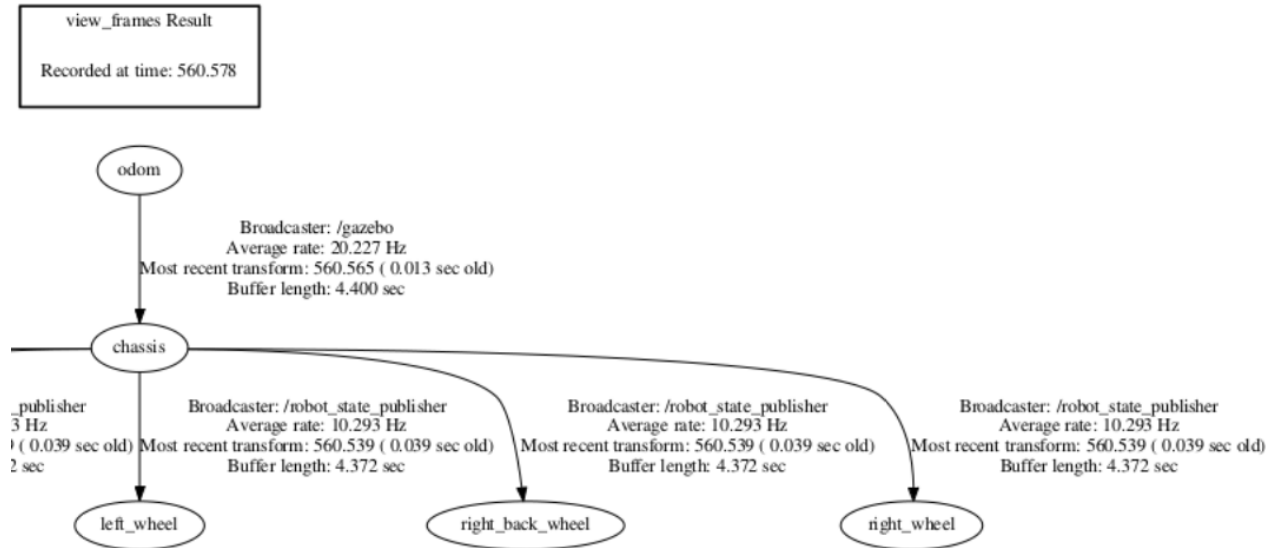 view_frames Result
Recorded at time: 560.578
odom
Broadcaster: /gazebo
Average rate: 20.227 Hz
Most recent transform: 560.565 ( 0.013 sec old)
Buffer length: 4.400 sec
chassis
_publisher
3 Hz
( 0.039 sec old)
2 sec
Broadcaster: /robot_state_publisher
Average rate: 10.293 Hz
Most recent transform: 560.539 ( 0.039 sec old)
Buffer length: 4.372 sec
Broadcaster: /robot_state_publisher
Average rate: 10.293 Hz
Most recent transform: 560.539 ( 0.039 sec old)
Buffer length: 4.372 sec
Broadcaster: /robot_state_publisher
Average rate: 10.293 Hz
Most recent transform: 560.539 ( 0.039 sec old)
Buffer length: 4.372 sec
left_wheel
right_back_wheel
right_wheel